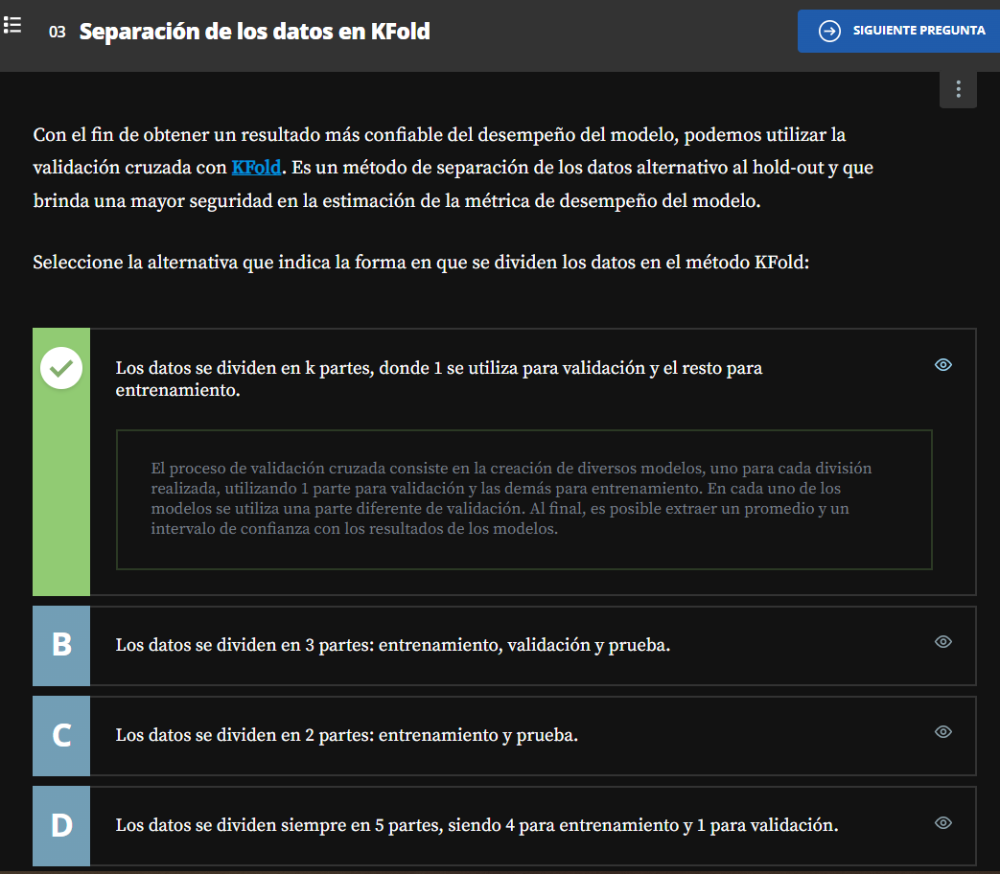 03 Separación de los datos en KFold
SIGUIENTE PREGUNTA
Con el fin de obtener un resultado más confiable del desempeño del modelo, podemos utilizar la
validación cruzada con KFold. Es un método de separación de los datos alternativo al hold-out y que
brinda una mayor seguridad en la estimación de la métrica de desempeño del modelo.
Seleccione la alternativa que indica la forma en que se dividen los datos en el método KFold:
Los datos se dividen en k partes, donde 1 se utiliza para validación y el resto para
entrenamiento.
El proceso de validación cruzada consiste en la creación de diversos modelos, uno para cada división
realizada, utilizando 1 parte para validación y las demás para entrenamiento. En cada uno de los
modelos se utiliza una parte diferente de validación. Al final, es posible extraer un promedio y un
intervalo de confianza con los resultados de los modelos.
B Los datos se dividen en 3 partes: entrenamiento, validación y prueba.
C Los datos se dividen en 2 partes: entrenamiento y prueba.
D Los datos se dividen siempre en 5 partes, siendo 4 para entrenamiento y 1 para validación.